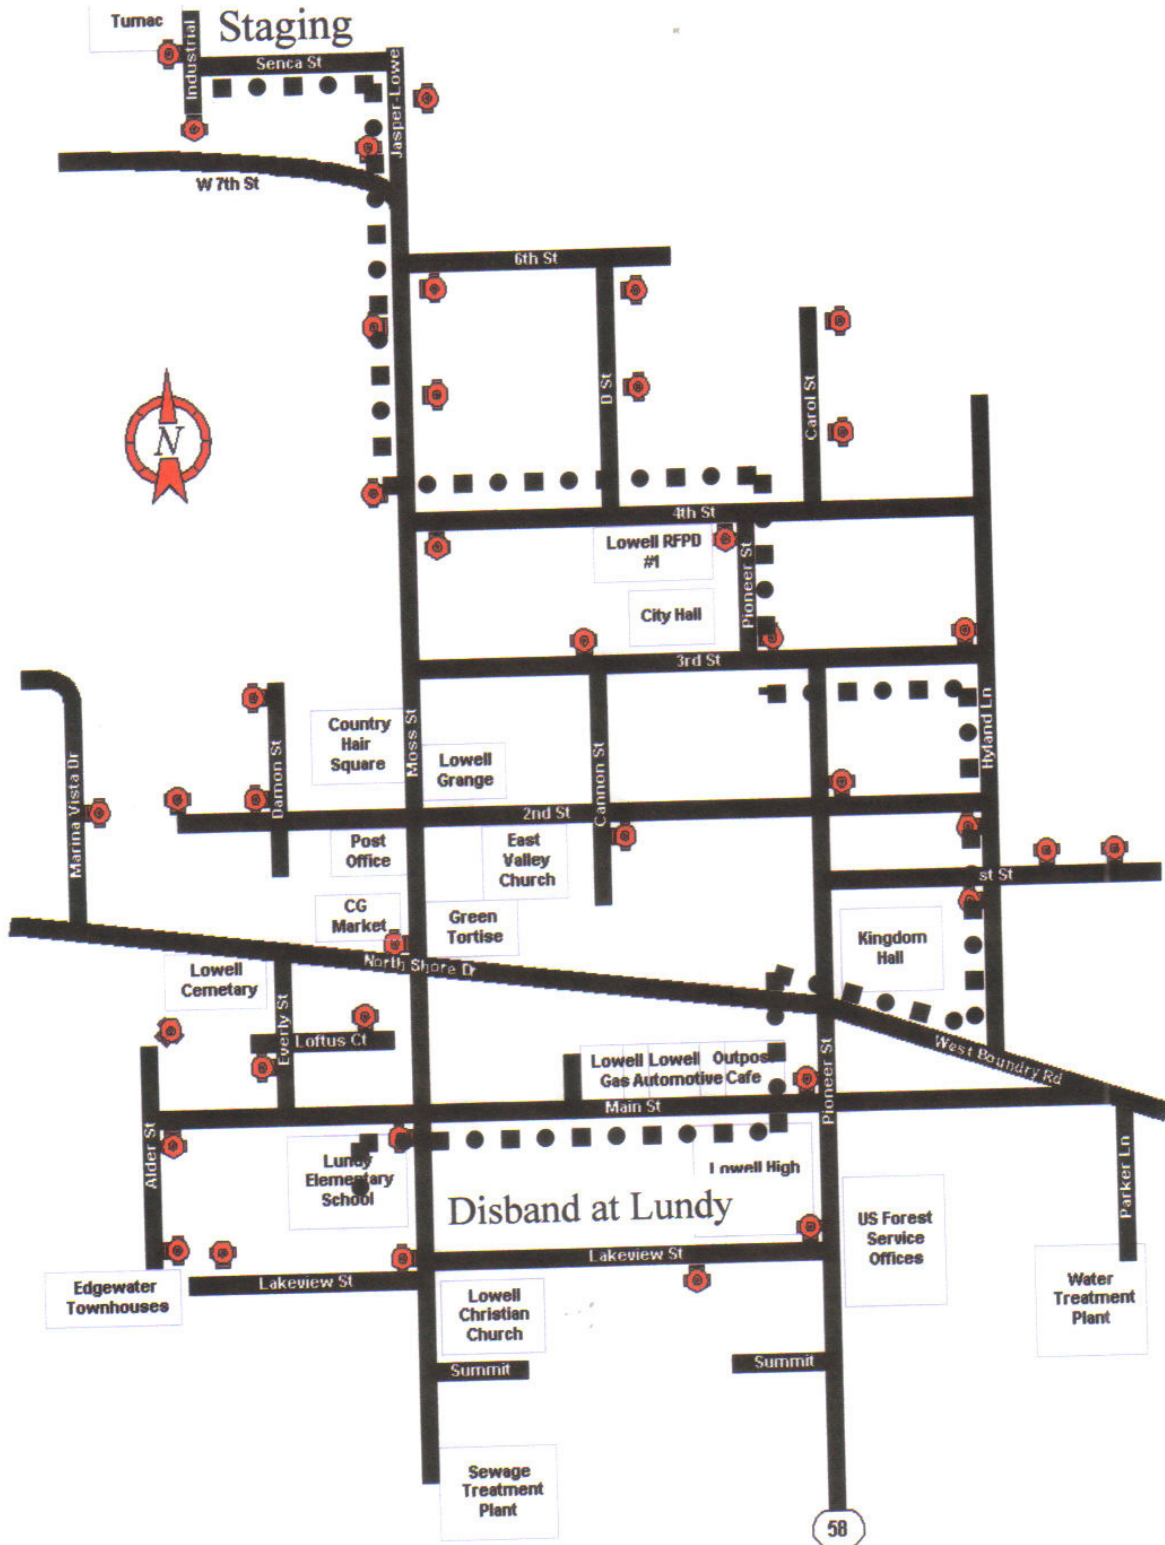 Tumac
Staging
Industrial
Senca St
Jasper-Lowe
W 7th St
6th St
D St
Carol St
N
4th St
Lowell RFPD
#1
Pioneer St
City Hall
3rd St
Hyland Ln
Marina Vista Dr
Damon St
Country
Hair
Square
Moss St
Lowell
Grange
Cannon St
2nd St
Post
Office
East
Valley
Church
st St
CG
Market
Green
Tortise
Kingdom
Hall
North Shore Dr
Lowell
Cemetary
Everly St
Loftus Ct
West Boundry Rd
Lowell
Gas
Lowell
Automotive
Outpost
Cafe
Pioneer St
Main St
Alder St
Lundy
Elementary
School
Lowell High
Parker Ln
Disband at Lundy
US Forest
Service
Offices
Lakeview St
Lakeview St
Edgewater
Townhouses
Lowell
Christian
Church
Water
Treatment
Plant
Summit
Summit
Sewage
Treatment
Plant
58